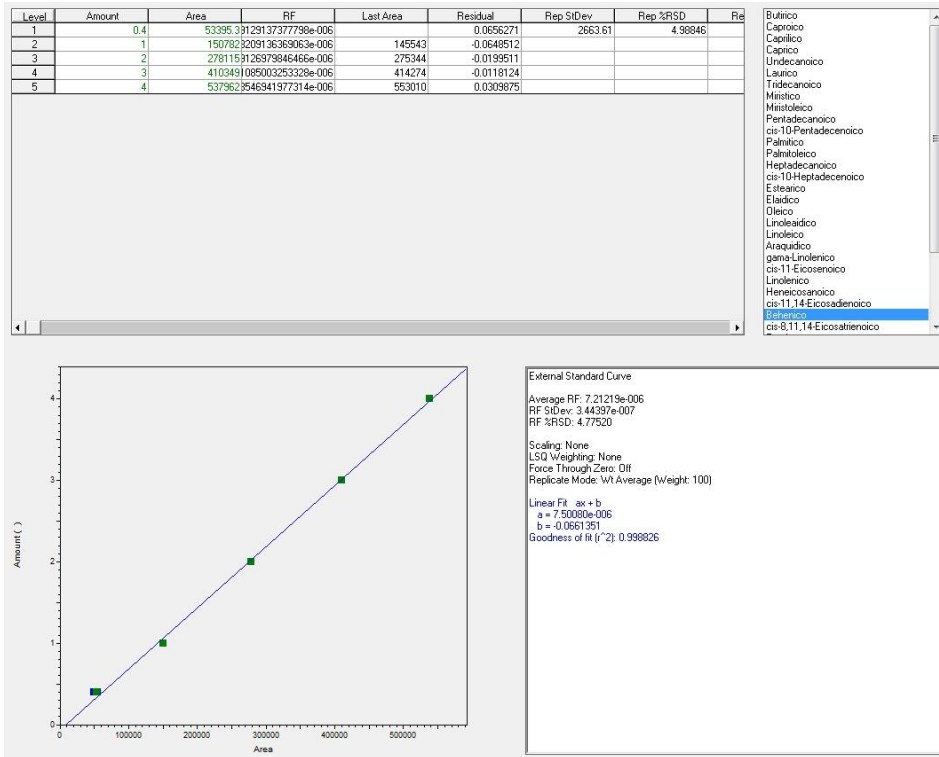 Level Amount Area RF Last Area Residual Rep StDev Rep %RSD Re
1 0.4 53395.3 0.0656271 2663.61 4.98846
2 1 150782 145543 -0.0648512
3 2 278115 275344 -0.0199511
4 3 410349 414274 -0.0118124
5 4 537962 553010 0.0309875
Butirico
Caproico
Caprilico
Caprico
Undecanoico
Laurico
Tridecanoico
Miristico
Miristoleico
Pentadecanoico
cis-10-Pentadecenoico
Palmitico
Palmitoleico
Heptadecanoico
cis-10-Heptadecenoico
Estearico
Elaidico
Oleico
Linoleaidico
Linoleico
Araquidico
gama-Linolenico
cis-11-Eicosenoico
Linolenico
Heneicosanoico
cis-11,14-Eicosadienoico
Behenico
cis-8,11,14-Eicosatrienoico
4
3
2
1
0
Amount ( )
0 100000 200000 300000 400000 500000
Area
External Standard Curve
Average RF: 7.21219e-006
RF StDev: 3.44397e-007
RF %RSD: 4.77520
Scaling: None
LSQ Weighting: None
Force Through Zero: Off
Replicate Mode: Wt Average (Weight: 100)
Linear Fit ax + b
a = 7.50080e-006
b = -0.0661351
Goodness of fit (r^2): 0.998826